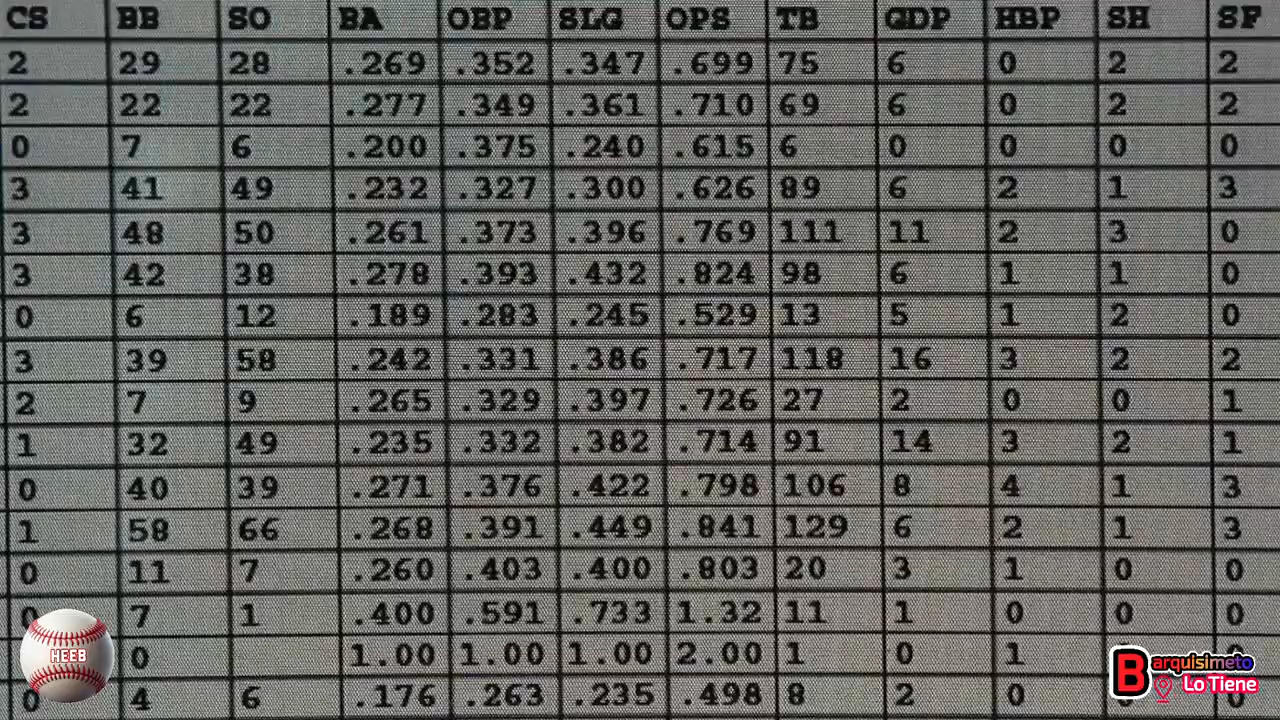 CS BB SO BA OBP SLG OPS TB GDP HBP SH SF
2 29 28 .269 .352 .347 .699 75 6 0 2 2
2 22 22 .277 .349 .361 .710 69 6 0 2 2
0 7 6 .200 .375 .240 .615 6 0 0 0 0
3 41 49 .232 .327 .300 .626 89 6 2 1 3
3 48 50 .261 .373 .396 .769 111 11 2 3 0
3 42 38 .278 .393 .432 .824 98 6 1 1 0
0 6 12 .189 .283 .245 .529 13 5 1 2 0
3 39 58 .242 .331 .386 .717 118 16 3 2 2
2 7 9 .265 .329 .397 .726 27 2 0 0 1
1 32 49 .235 .332 .382 .714 91 14 3 2 1
0 40 39 .271 .376 .422 .798 106 8 4 1 3
1 58 66 .268 .391 .449 .841 129 6 2 1 3
0 11 7 .260 .403 .400 .803 20 3 1 0 0
0 7 1 .400 .591 .733 1.32 11 1 0 0 0
0 1.00 1.00 1.00 2.00 1 0 1
0 4 6 .176 .263 .235 .498 8 2 0
HEEB
Barquisimeto
Lo Tiene